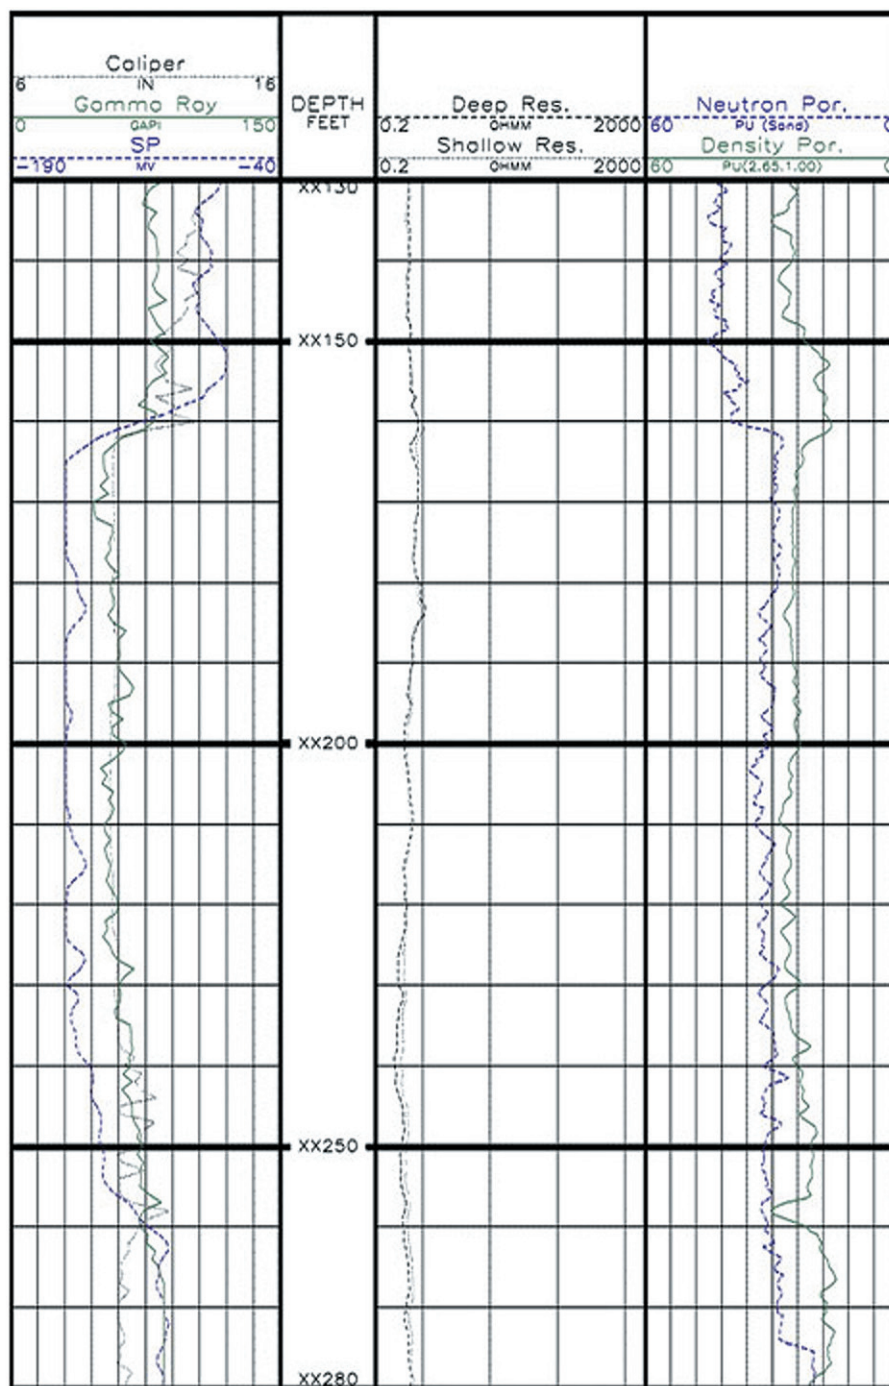 Caliper
6 IN 16
Gamma Ray
0 GAPI 150
SP
-190 MV -40
DEPTH
FEET
Deep Res.
0.2 OHMM 2000
Shallow Res.
0.2 OHMM 2000
Neutron Por.
60 PU (Sand) 0
Density Por.
60 PU(2.65,1.00) 0
XX130
XX150
XX200
XX250
XX280